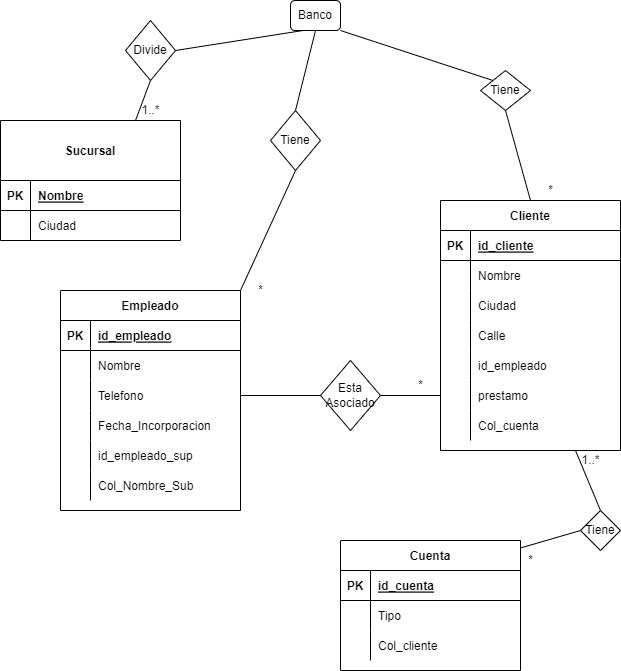 Banco
Divide
Tiene
Tiene
1..*
*
*
Sucursal
PK Nombre
Ciudad
Cliente
PK id_cliente
Nombre
Ciudad
Calle
id_empleado
prestamo
Col_cuenta
Empleado
PK id_empleado
Nombre
Telefono
Fecha_Incorporacion
id_empleado_sup
Col_Nombre_Sub
Esta
Asociado
*
1..*
Tiene
*
Cuenta
PK id_cuenta
Tipo
Col_cliente